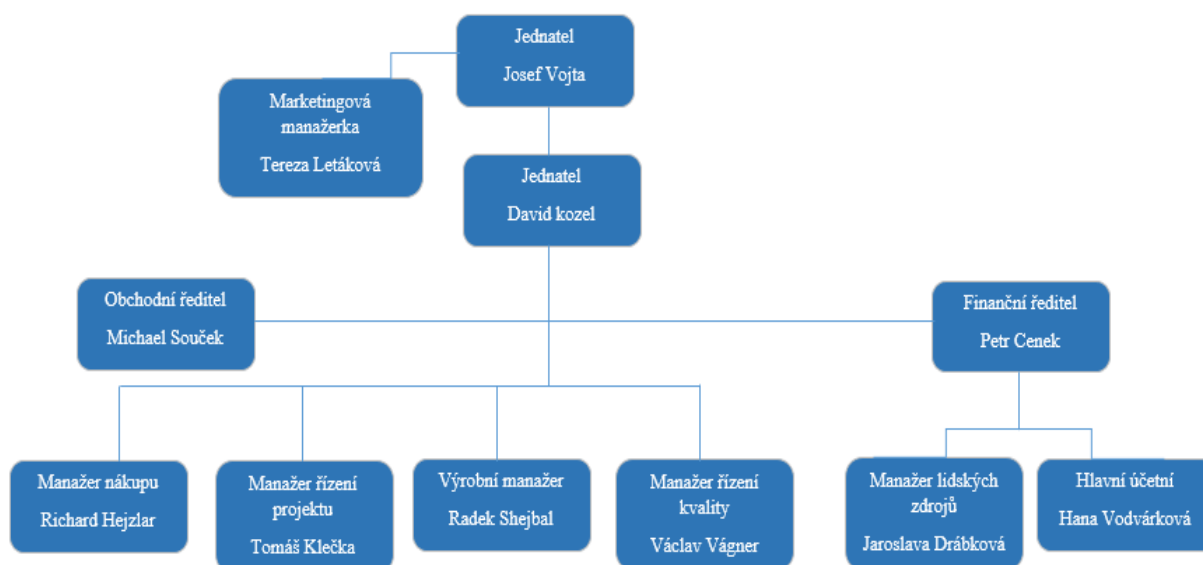 Jednatel
Josef Vojta
Marketingová
manažerka
Tereza Letáková
Jednatel
David kozel
Obchodní ředitel
Michael Souček
Finanční ředitel
Petr Cenek
Manažer nákupu
Richard Hejzlar
Manažer řízení
projektu
Tomáš Klečka
Výrobní manažer
Radek Shejbal
Manažer řízení
kvality
Václav Vágner
Manažer lidských
zdrojů
Jaroslava Drábková
Hlavní účetní
Hana Vodvárková